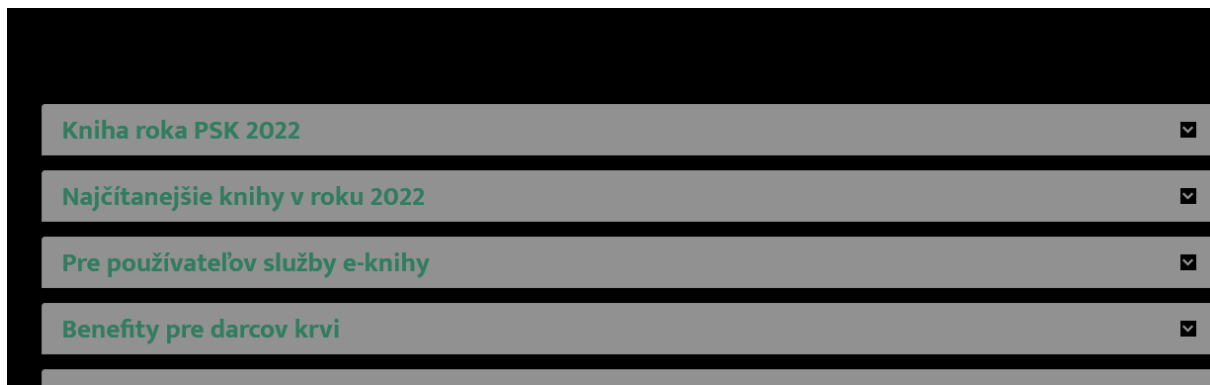 Kniha roka PSK 2022
Najčítanejšie knihy v roku 2022
Pre používateľov služby e-knihy
Benefity pre darcov krvi